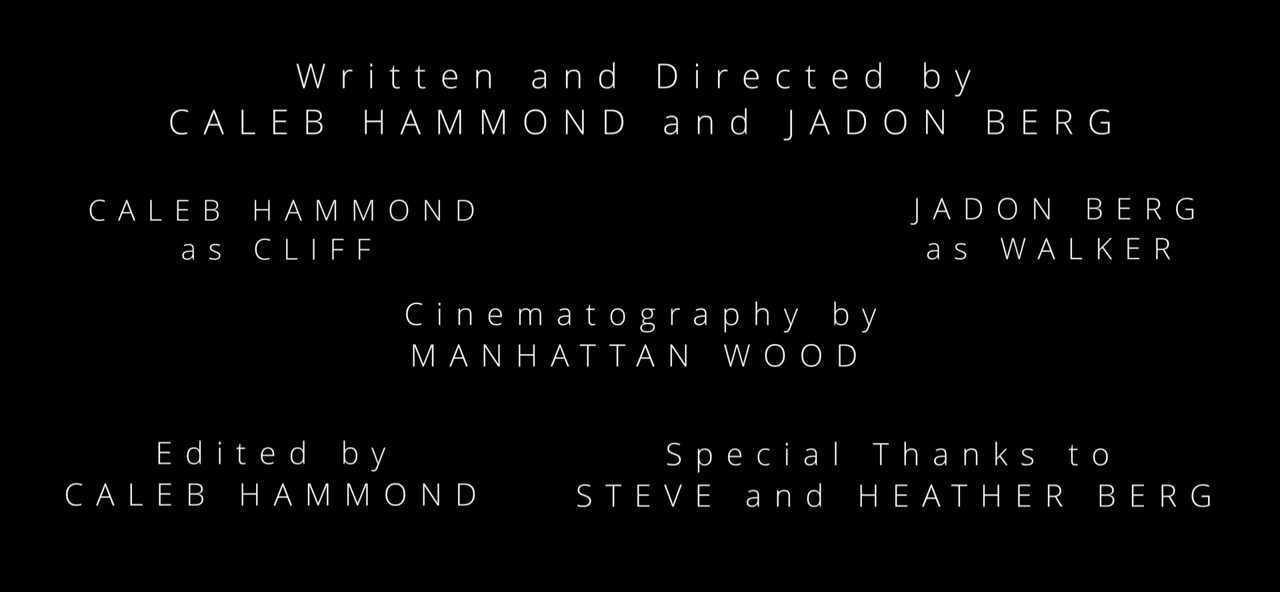 Written and Directed by
CALEB HAMMOND and JADON BERG
CALEB HAMMOND
as CLIFF
JADON BERG
as WALKER
Cinematography by
MANHATTAN WOOD
Edited by
CALEB HAMMOND
Special Thanks to
STEVE and HEATHER BERG